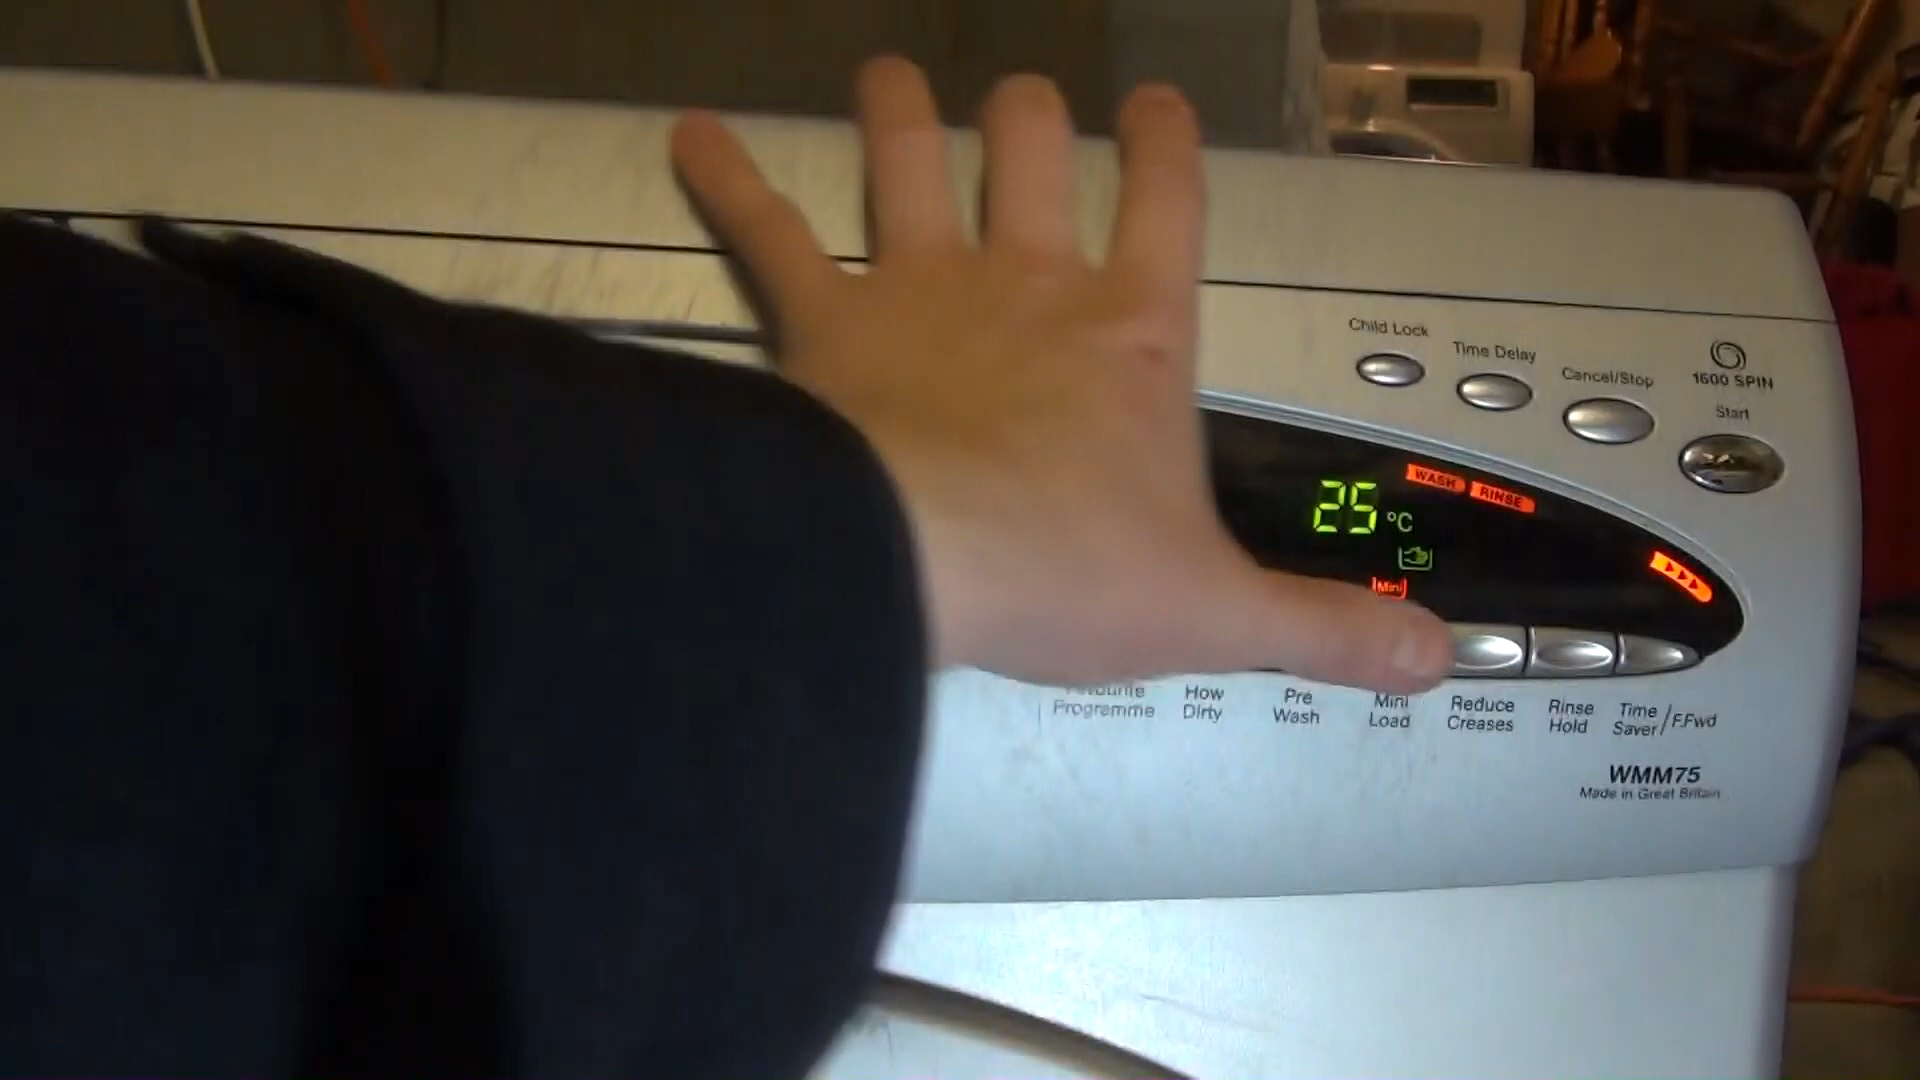 Child Lock
Time Delay
Cancel/Stop
1600 SPIN
Start
WASH
RINSE
25 °C
Mini
Favourite
Programme
How
Dirty
Pre
Wash
Mini
Load
Reduce
Creases
Rinse
Hold
Time
Saver/F.Fwd
WMM75
Made in Great Britain